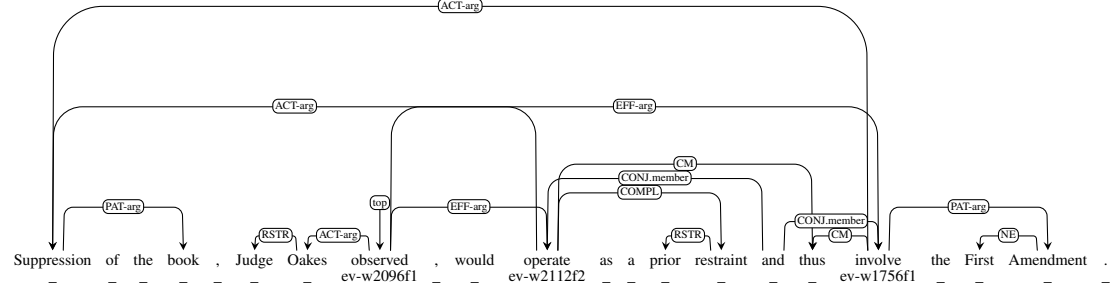 ACT-arg
ACT-arg EFF-arg
CM
CONJ.member
COMPL
top
PAT-arg EFF-arg PAT-arg
CONJ.member
RSTR ACT-arg RSTR CM NE
Suppression of the book , Judge Oakes observed , would operate as a prior restraint and thus involve the First Amendment .
_ _ _ _ _ _ _ ev-w2096f1 _ _ ev-w2112f2 _ _ _ _ _ _ ev-w1756f1 _ _ _ _